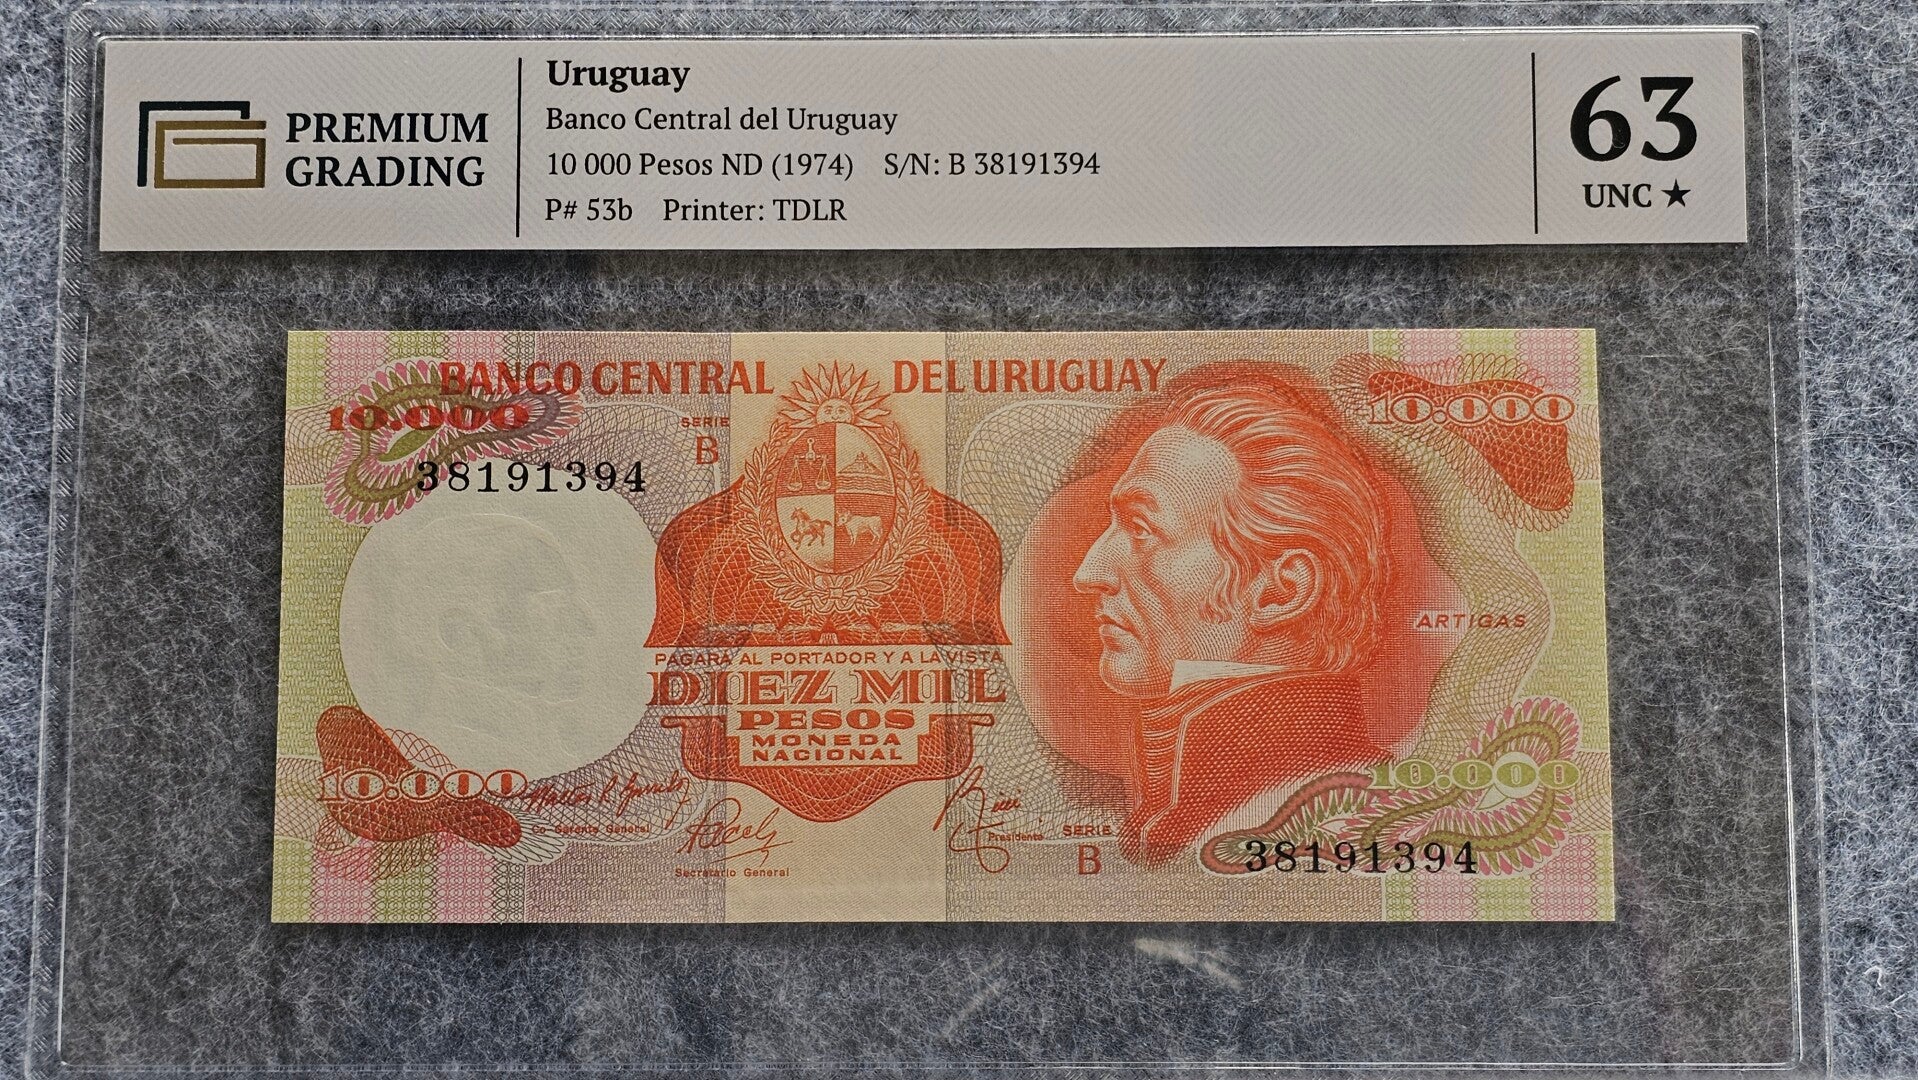 PREMIUM
GRADING
Uruguay
Banco Central del Uruguay
10 000 Pesos ND (1974) S/N: B 38191394
P# 53b Printer: TDLR
63
UNC ★
BANCO CENTRAL DEL URUGUAY
10.000
10.000
SERIE
B
38191394
ARTIGAS
PAGARÁ AL PORTADOR Y A LA VISTA
DIEZ MIL
PESOS
MONEDA
NACIONAL
10.000
10.000
Co-Gerente General
Secretario General
Presidente
SERIE
B
38191394